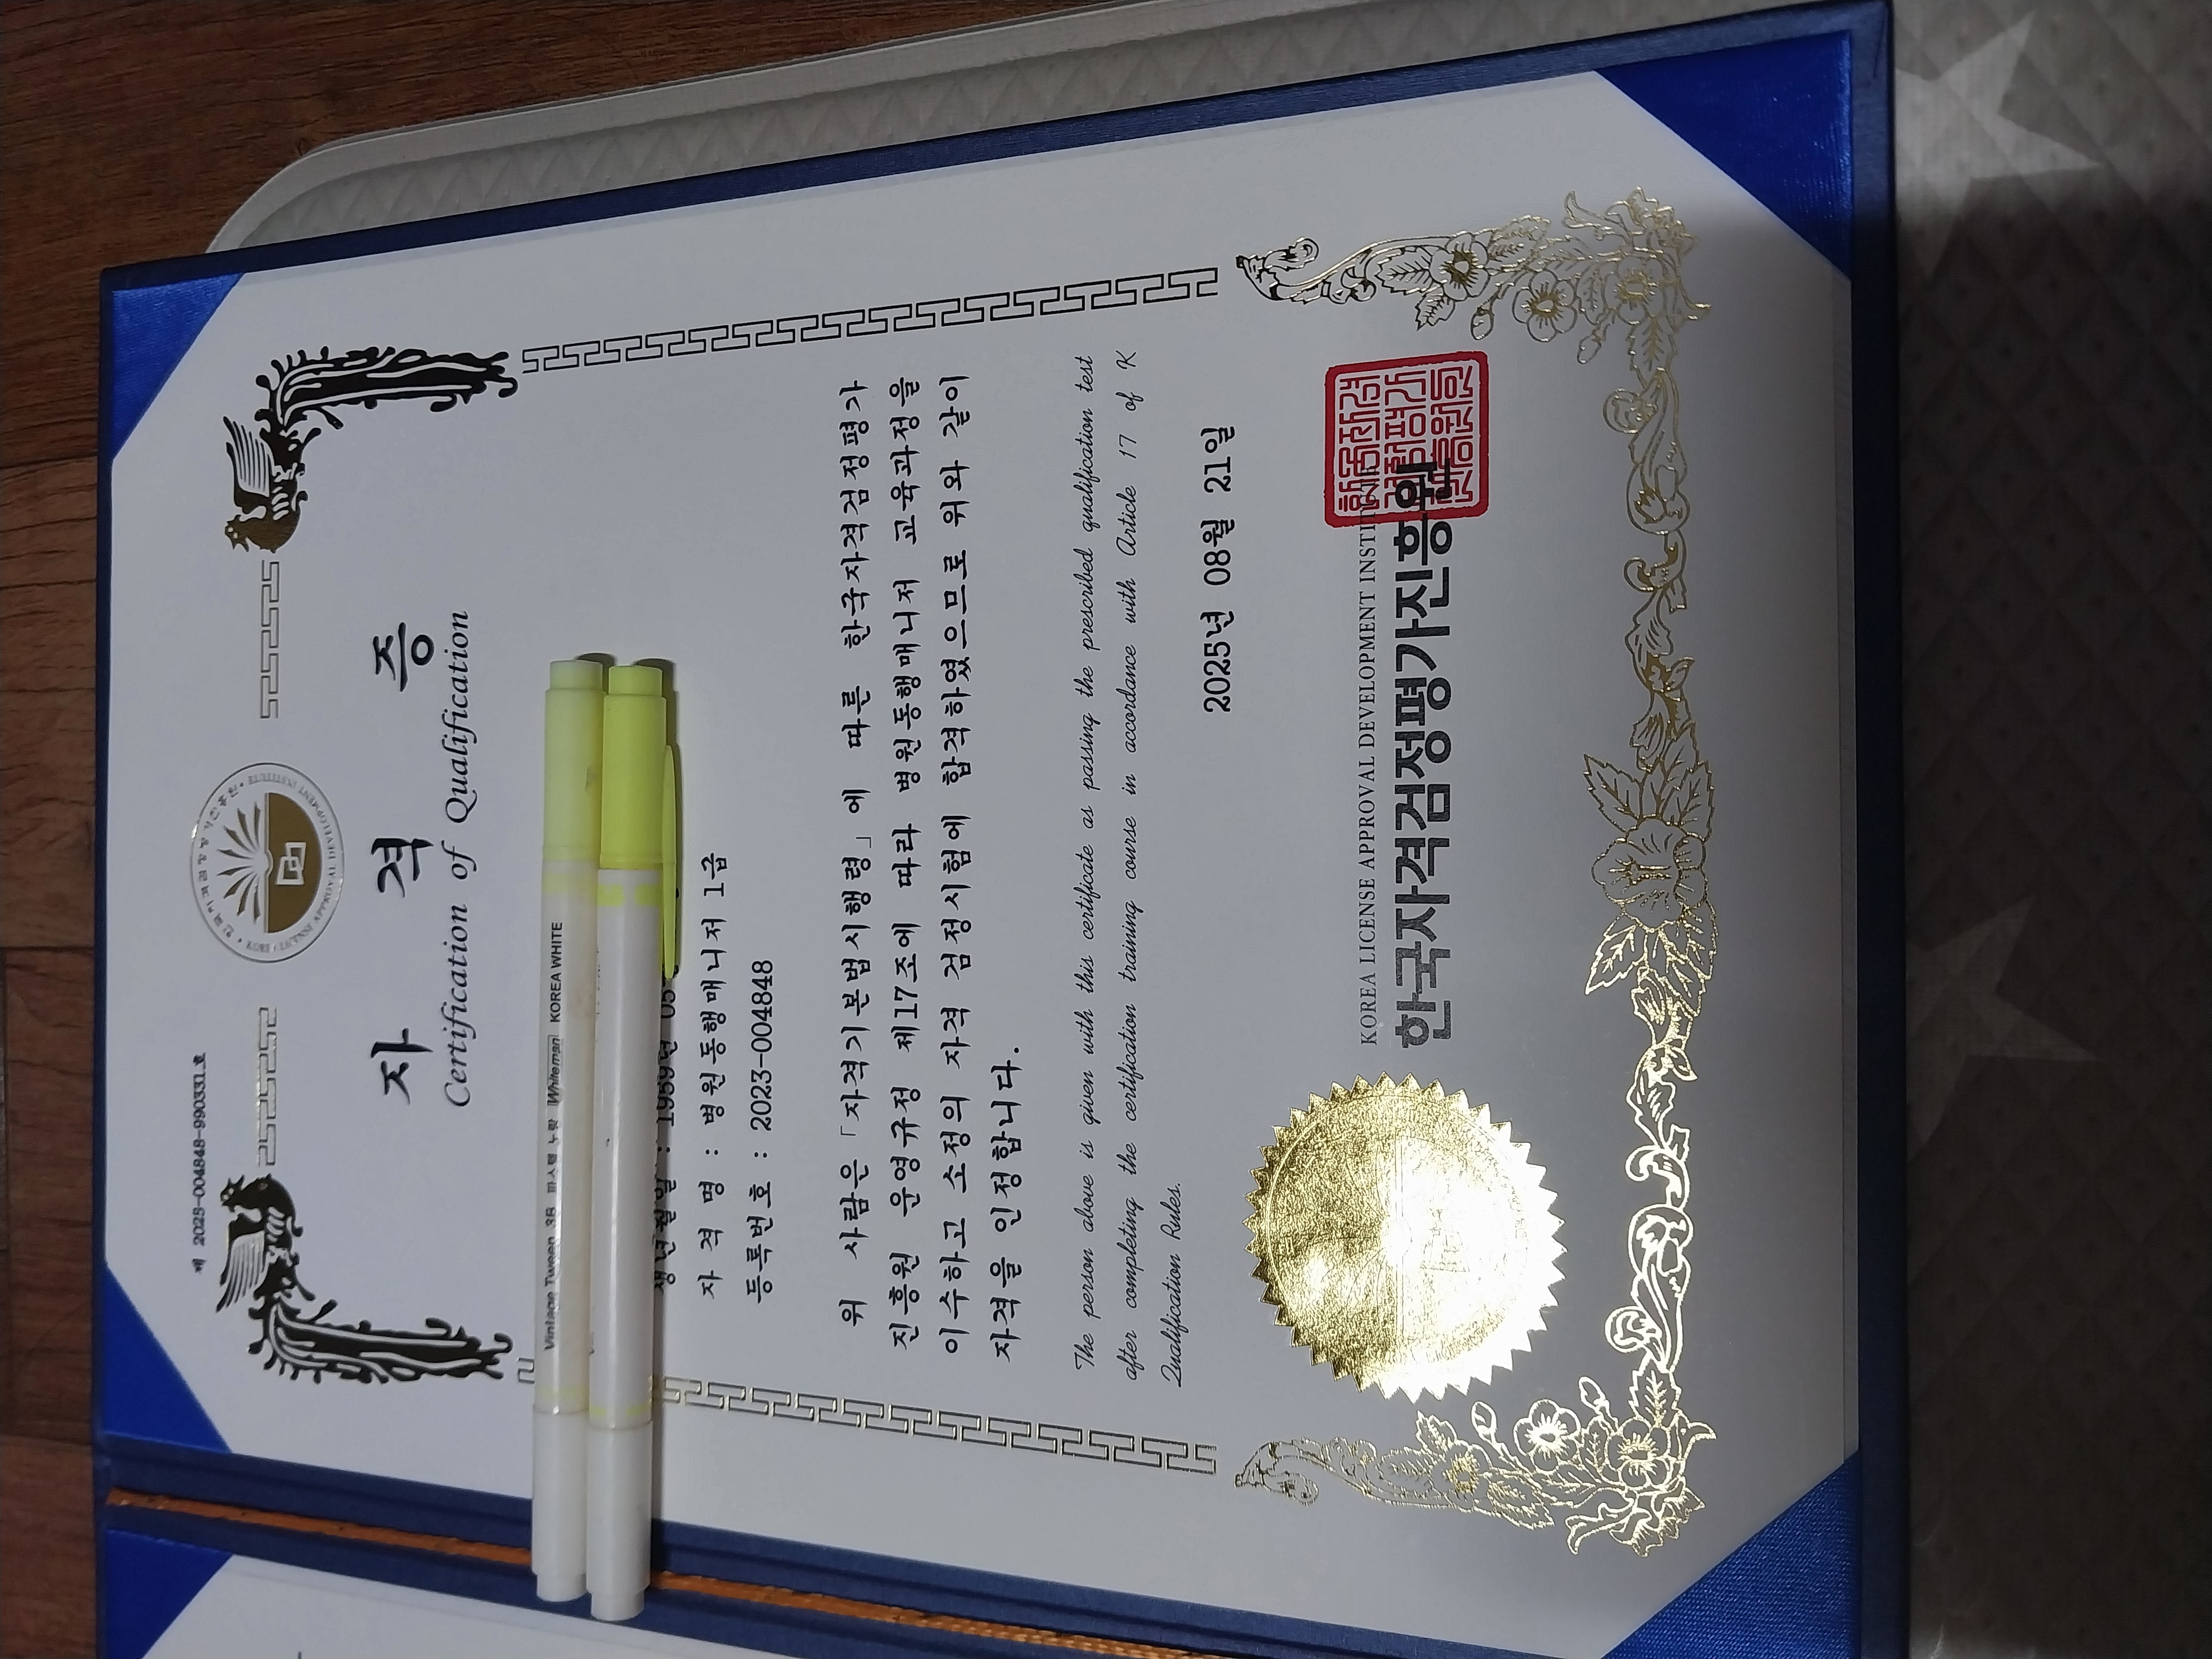 제 2025-004848-990331호
자 격 증
Certification of Qualification
Vintage Tween 38 파스텔 노랑 Whiteman KOREA WHITE
생년월일 : 1959년
자 격 명 : 병원동행매니저 1급
등록번호 : 2023-004848
위 사람은 「자격기본법시행령」에 따른 한국자격검정평가
진흥원 운영규정 제17조에 따라 병원동행매니저 교육과정을
이수하고 소정의 자격 검정시험에 합격하였으므로 위와 같이
자격을 인정합니다.
The person above is given with this certificate as passing the prescribed qualification test
after completing the certification training course in accordance with Article 17 of K
Qualification Rules.
2025년 08월 21일
KOREA LICENSE APPROVAL DEVELOPMENT INSTITUTE
한국자격검정평가진흥원